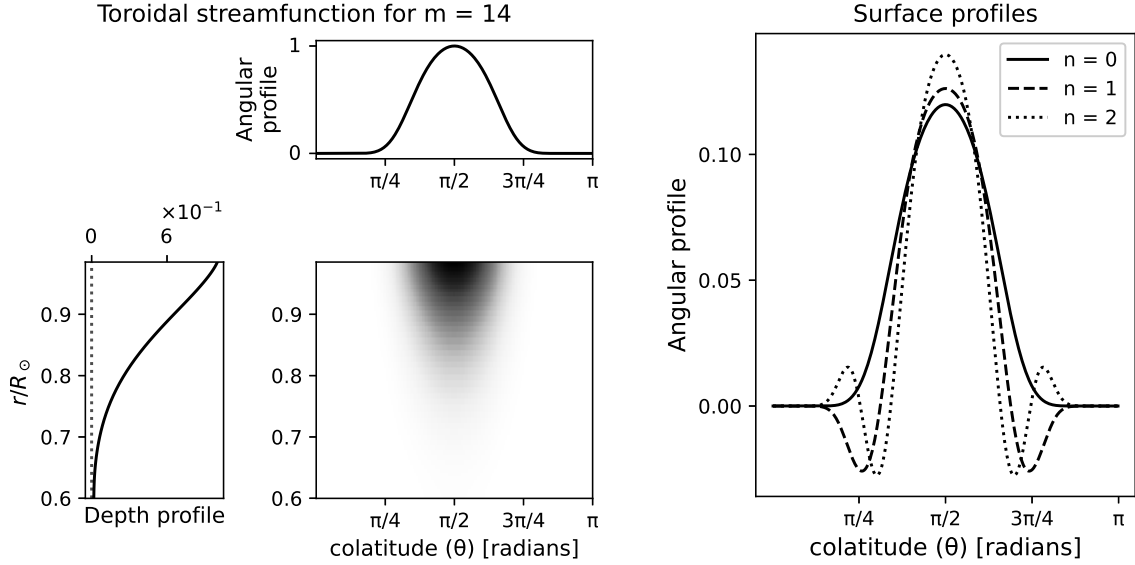 Toroidal streamfunction for m = 14
1
0
Angular
profile
π/4
π/2
3π/4
π
×10⁻¹
0
6
0.9
0.8
0.7
0.6
r/R⊙
Depth profile
0.9
0.8
0.7
0.6
π/4
π/2
3π/4
π
colatitude (θ) [radians]
Surface profiles
n = 0
n = 1
n = 2
0.10
0.05
0.00
Angular profile
π/4
π/2
3π/4
π
colatitude (θ) [radians]